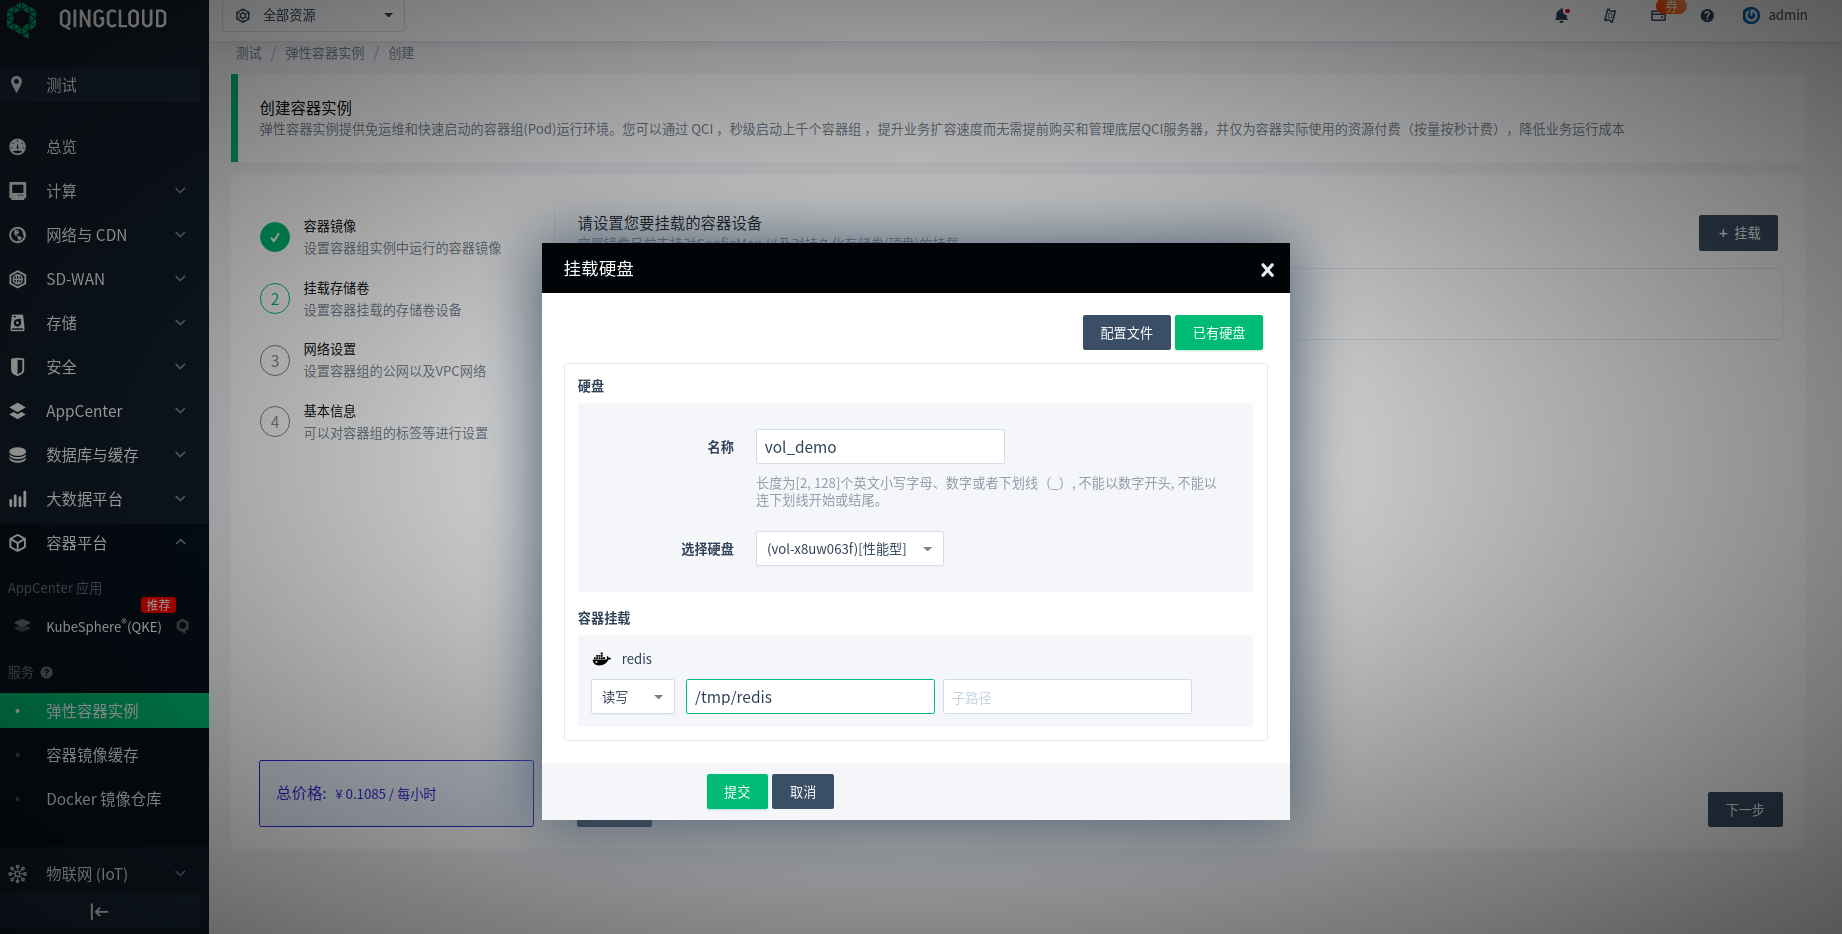 QINGCLOUD
全部资源
券
admin
测试
测试 / 弹性容器实例 / 创建
创建容器实例
弹性容器实例提供免运维和快速启动的容器组(Pod)运行环境。您可以通过 QCI ，秒级启动上千个容器组 ，提升业务扩容速度而无需提前购买和管理底层QCI服务器，并仅为容器实际使用的资源付费（按量按秒计费），降低业务运行成本
总览
计算
网络与 CDN
SD-WAN
存储
安全
AppCenter
数据库与缓存
大数据平台
容器平台
AppCenter 应用
推荐
KubeSphere®(QKE)
服务
弹性容器实例
容器镜像缓存
Docker 镜像仓库
物联网 (IoT)
容器镜像
设置容器组实例中运行的容器镜像
2 挂载存储卷
设置容器挂载的存储卷设备
3 网络设置
设置容器组的公网以及VPC网络
4 基本信息
可以对容器组的标签等进行设置
总价格: ¥ 0.1085 / 每小时
请设置您要挂载的容器设备
+ 挂载
挂载硬盘
配置文件 已有硬盘
硬盘
名称 vol_demo
长度为[2, 128]个英文小写字母、数字或者下划线（_）, 不能以数字开头, 不能以
连下划线开始或结尾。
选择硬盘 (vol-x8uw063f)[性能型]
容器挂载
redis
读写 /tmp/redis 子路径
提交 取消
下一步